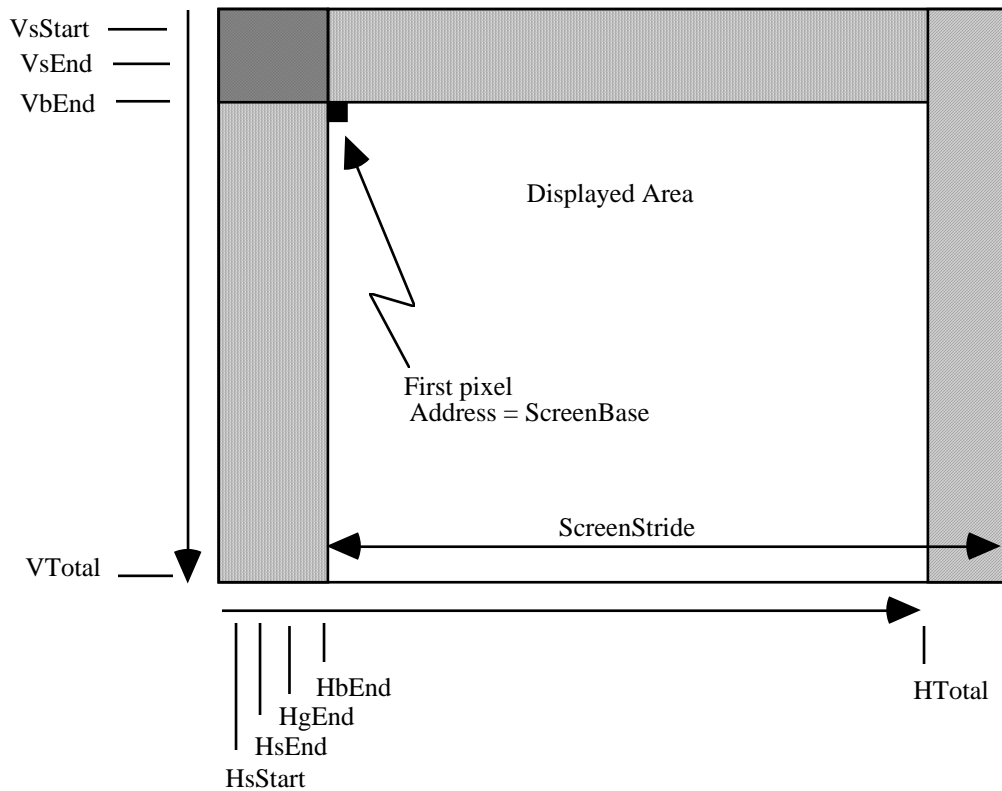 VsStart
VsEnd
VbEnd
Displayed Area
First pixel
Address = ScreenBase
ScreenStride
VTotal
HbEnd
HTotal
HgEnd
HsEnd
HsStart